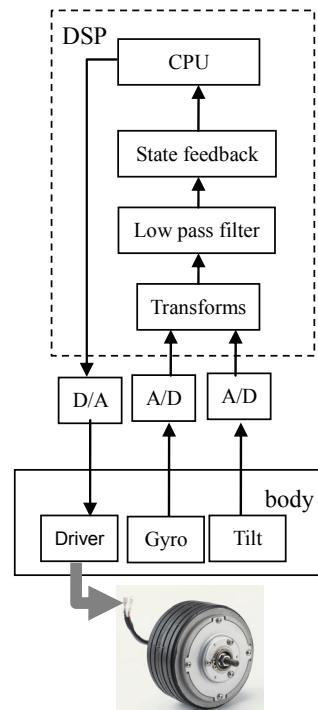 DSP
CPU
State feedback
Low pass filter
Transforms
D/A
A/D
A/D
body
Driver
Gyro
Tilt